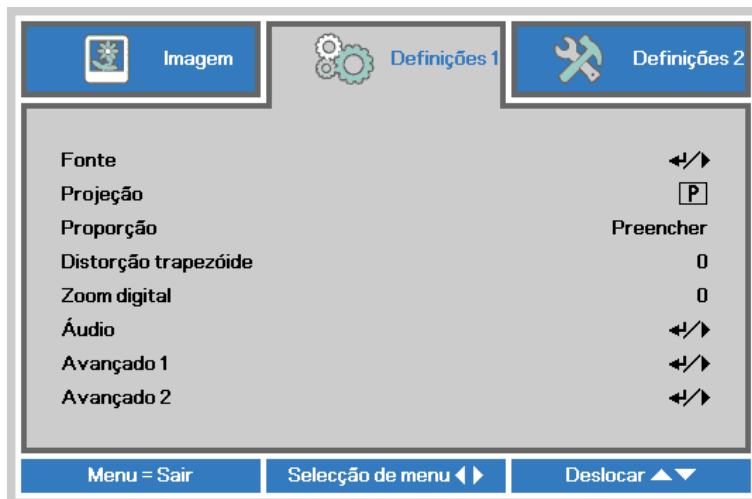 Imagem
Definições 1
Definições 2
Fonte ↵/▶
Projeção P
Proporção Preencher
Distorção trapezóide 0
Zoom digital 0
Áudio ↵/▶
Avançado 1 ↵/▶
Avançado 2 ↵/▶
Menu = Sair
Selecção de menu ◀ ▶
Deslocar ▲ ▼